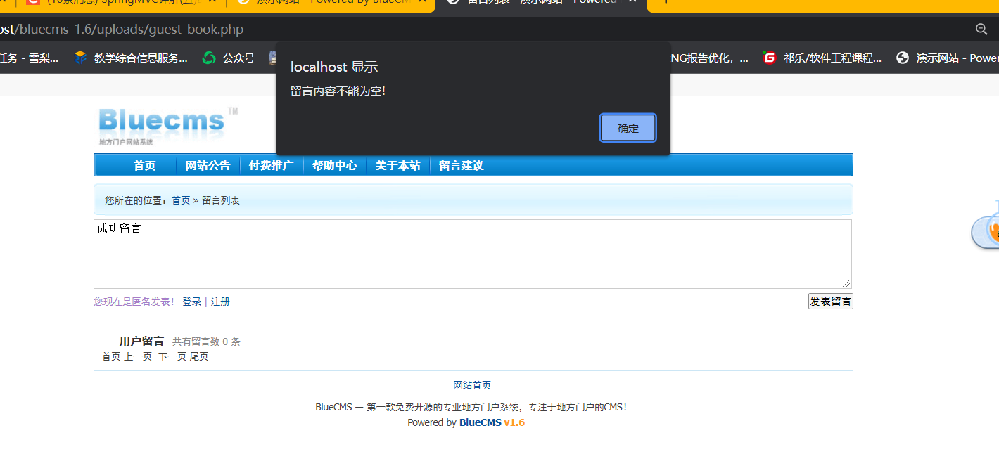 演示网站 - Powered by BlueCM
ost/bluecms_1.6/uploads/guest_book.php
任务 - 雪梨... 教学综合信息服务... 公众号 NG报告优化，... 祁乐/软件工程课程... 演示网站 - Power
localhost 显示
留言内容不能为空!
确定
Bluecms TM
地方门户网站系统
首页 网站公告 付费推广 帮助中心 关于本站 留言建议
您所在的位置：首页 » 留言列表
成功留言
您现在是匿名发表！ 登录 | 注册 发表留言
用户留言 共有留言数 0 条
首页 上一页 下一页 尾页
网站首页
BlueCMS — 第一款免费开源的专业地方门户系统，专注于地方门户的CMS！
Powered by BlueCMS v1.6